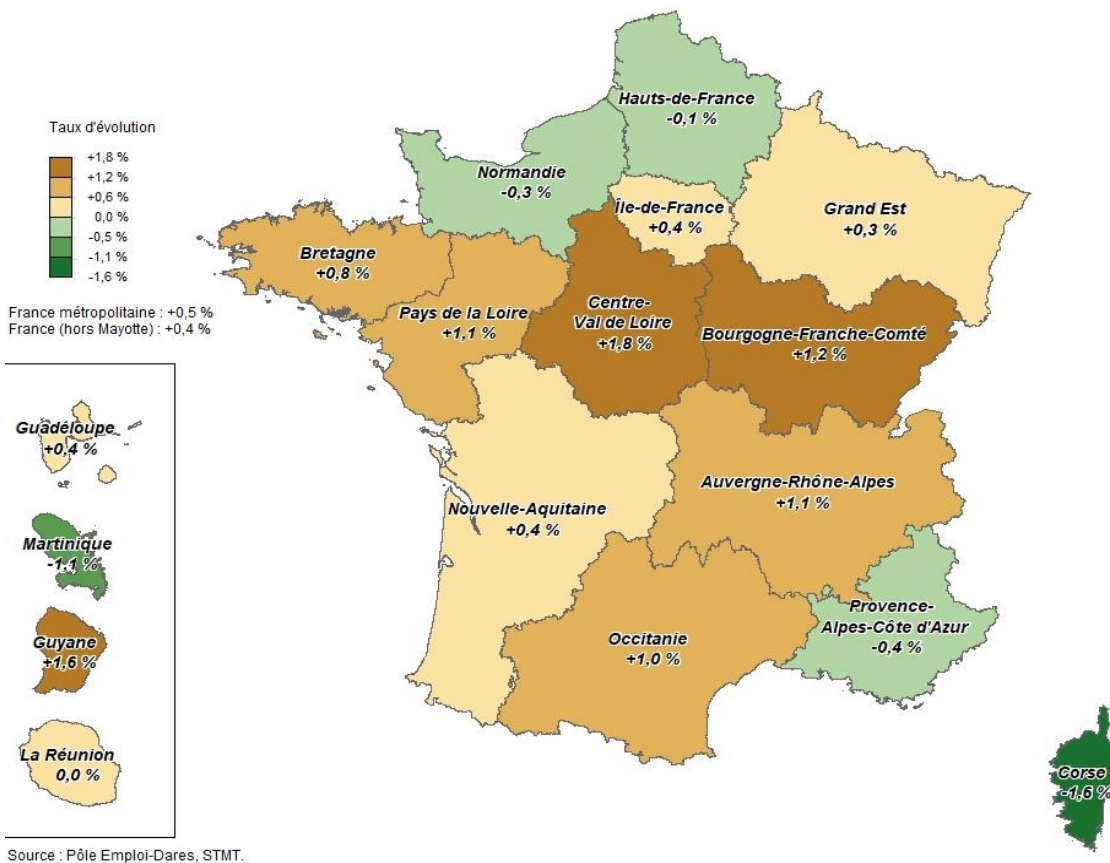 Taux d'évolution
+1,8 %
+1,2 %
+0,6 %
0,0 %
-0,5 %
-1,1 %
-1,6 %
France métropolitaine : +0,5 %
France (hors Mayotte) : +0,4 %
Hauts-de-France
-0,1 %
Normandie
-0,3 %
Île-de-France
+0,4 %
Grand Est
+0,3 %
Bretagne
+0,8 %
Pays de la Loire
+1,1 %
Centre-
Val de Loire
+1,8 %
Bourgogne-Franche-Comté
+1,2 %
Nouvelle-Aquitaine
+0,4 %
Auvergne-Rhône-Alpes
+1,1 %
Occitanie
+1,0 %
Provence-
Alpes-Côte d'Azur
-0,4 %
Corse
-1,6 %
Guadéloupe
+0,4 %
Martinique
-1,1 %
Guyane
+1,6 %
La Réunion
0,0 %
Source : Pôle Emploi-Dares, STMT.